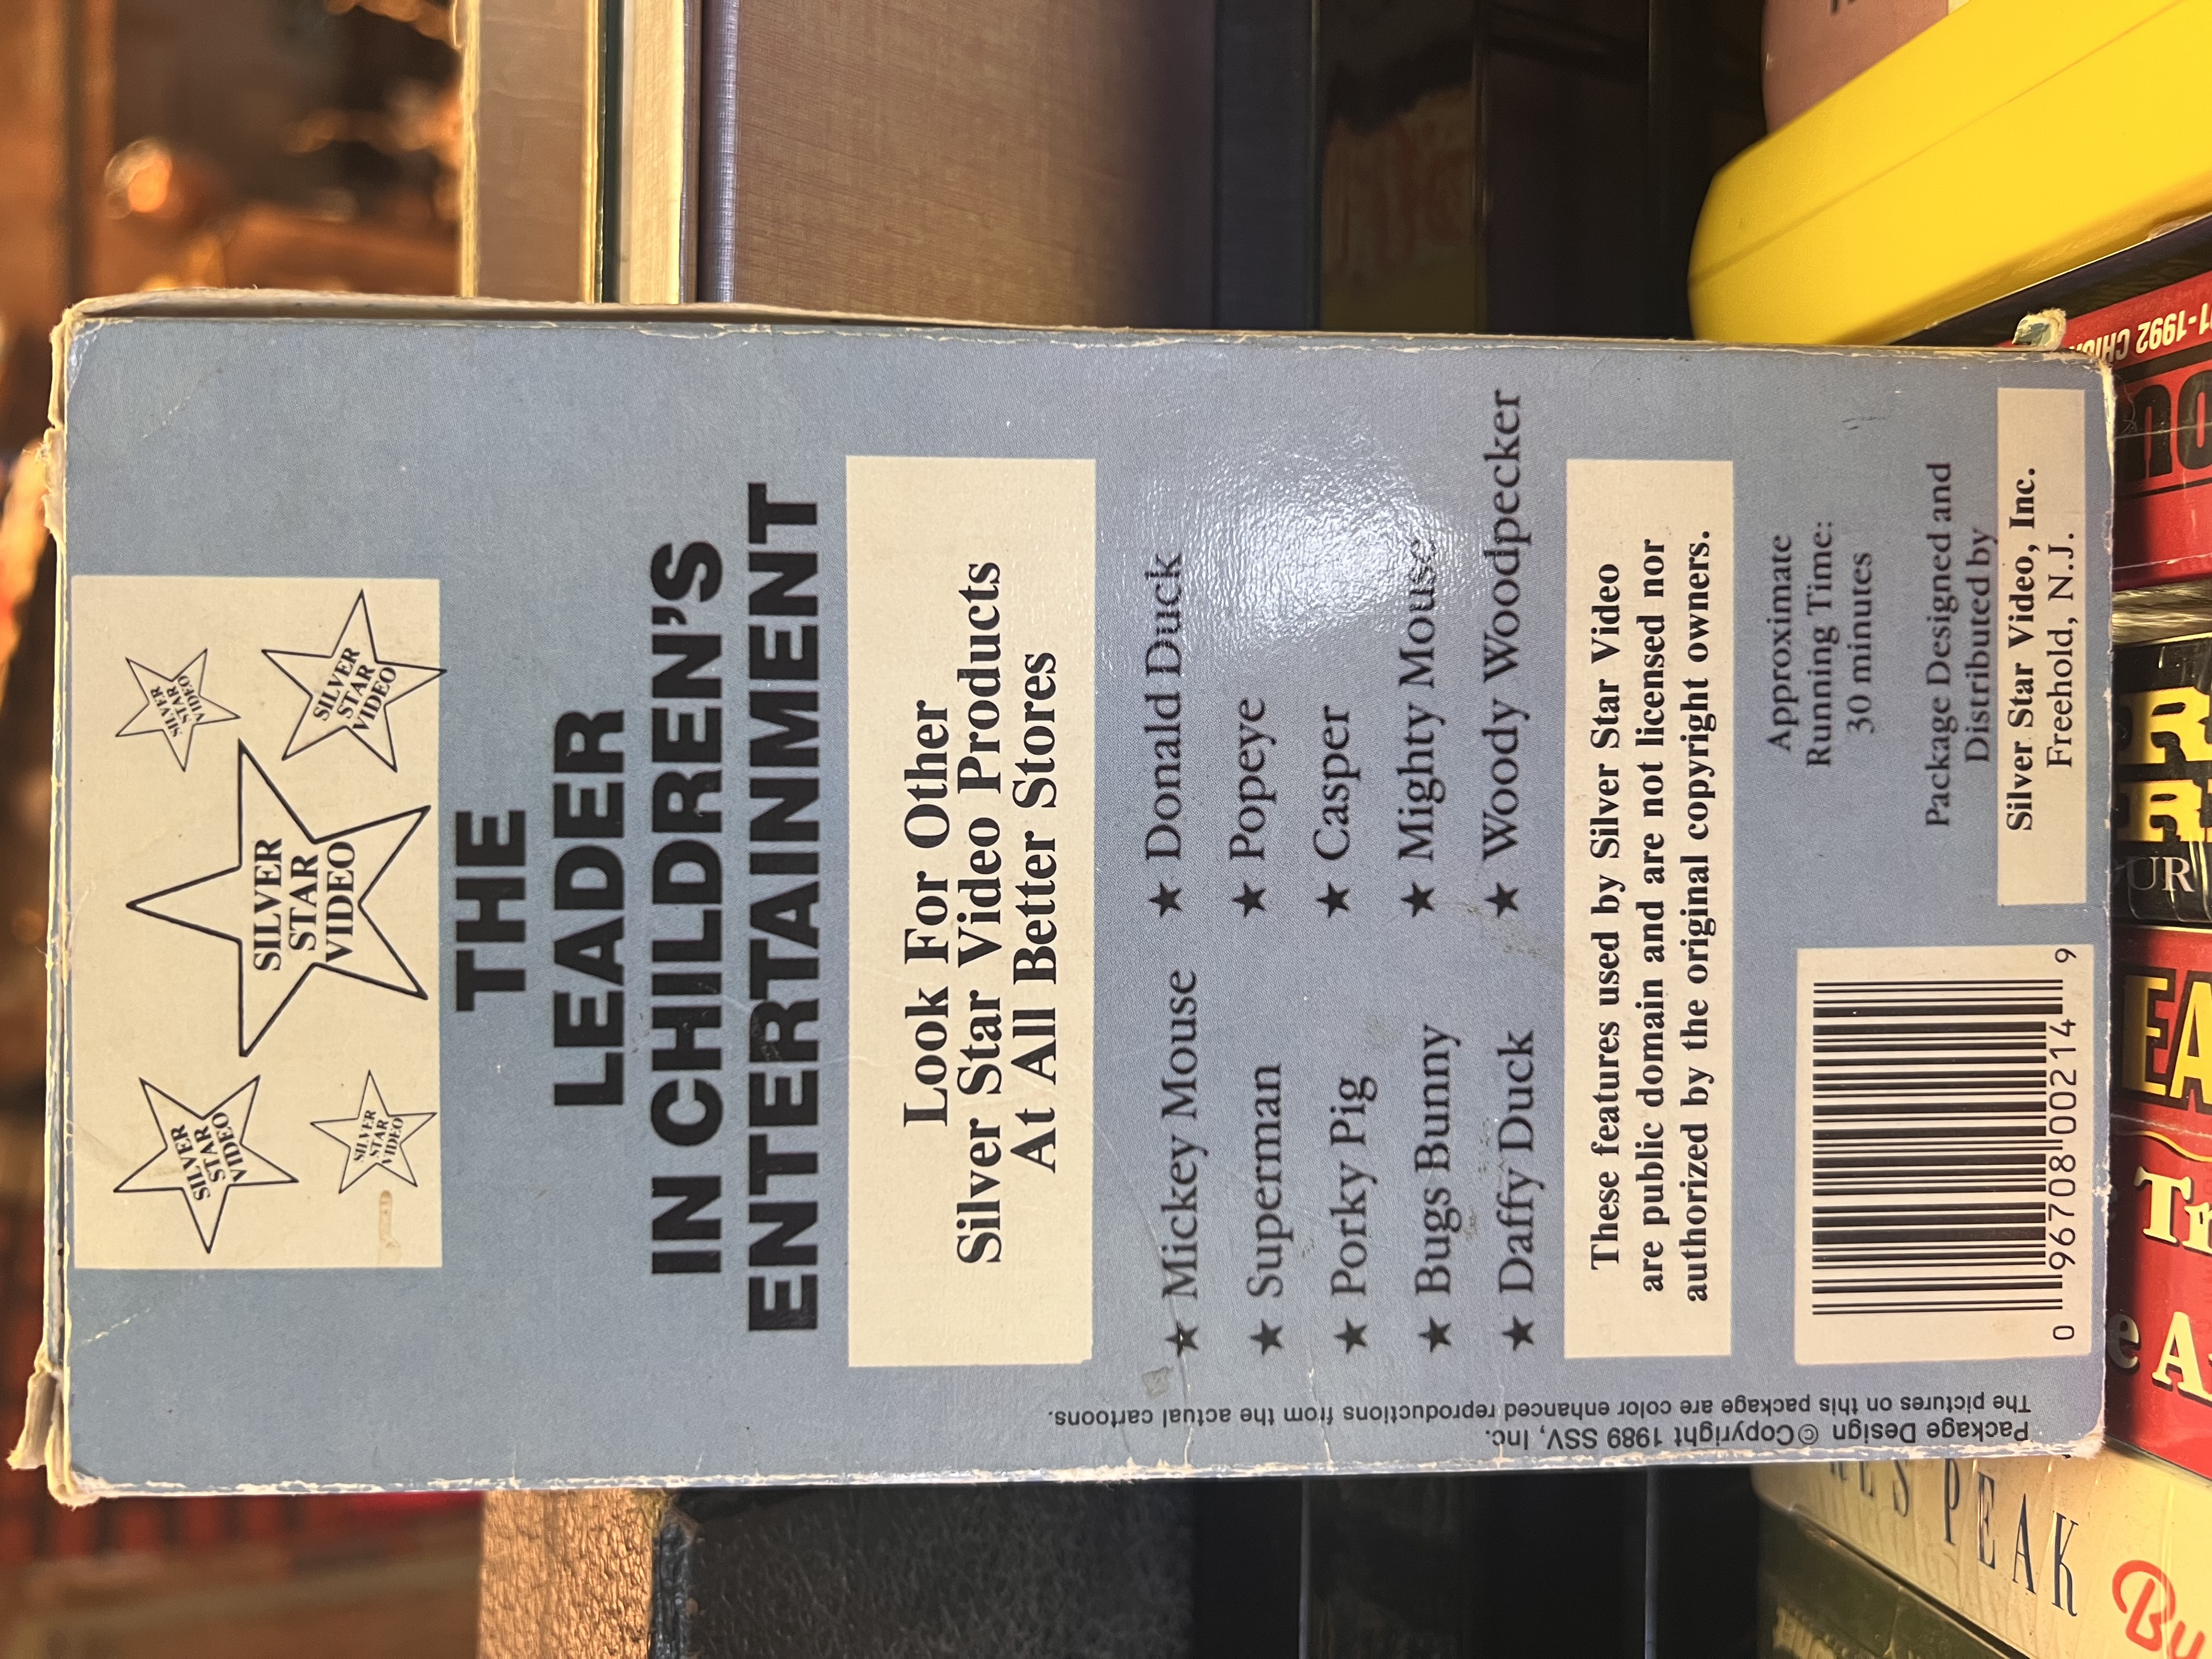 SILVER
STAR
VIDEO
SILVER
STAR
VIDEO
SILVER
STAR
VIDEO
SILVER
STAR
VIDEO
SILVER
STAR
VIDEO
THE
LEADER
IN CHILDREN'S
ENTERTAINMENT
Look For Other
Silver Star Video Products
At All Better Stores
★ Mickey Mouse
★ Superman
★ Porky Pig
★ Bugs Bunny
★ Daffy Duck
★ Donald Duck
★ Popeye
★ Casper
★ Mighty Mouse
★ Woody Woodpecker
These features used by Silver Star Video
are public domain and are not licensed nor
authorized by the original copyright owners.
Approximate
Running Time:
30 minutes
Package Designed and
Distributed by
Silver Star Video, Inc.
Freehold, N.J.
0 96708 00214 9
Package Design © Copyright 1989 SSV, Inc.
The pictures on this package are color enhanced reproductions from the actual cartoons.
PEAK